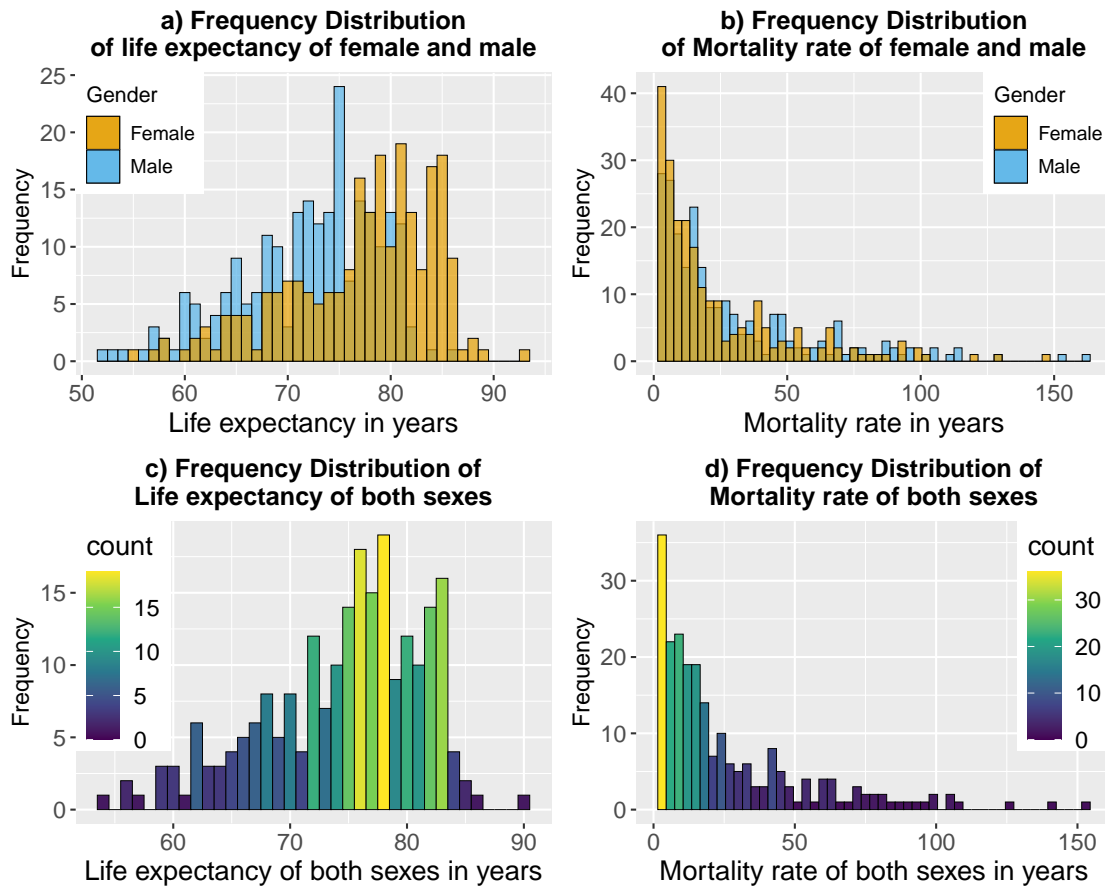 a) Frequency Distribution
of life expectancy of female and male
25
20
15
10
5
0
Frequency
Gender
Female
Male
50 60 70 80 90
Life expectancy in years
b) Frequency Distribution
of Mortality rate of female and male
40
30
20
10
0
Frequency
Gender
Female
Male
0 50 100 150
Mortality rate in years
c) Frequency Distribution of
Life expectancy of both sexes
15
10
5
0
Frequency
count
15
10
5
0
60 70 80 90
Life expectancy of both sexes in years
d) Frequency Distribution of
Mortality rate of both sexes
30
20
10
0
Frequency
count
30
20
10
0
0 50 100 150
Mortality rate of both sexes in years